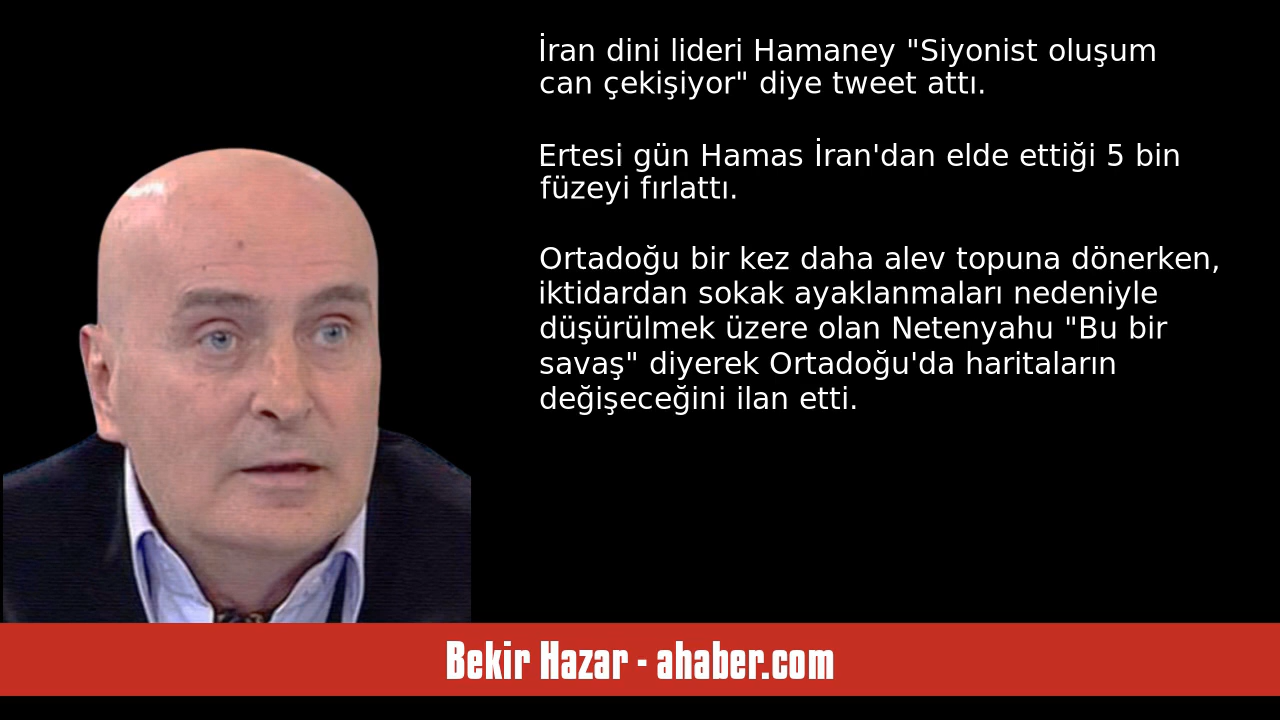 İran dini lideri Hamaney "Siyonist oluşum
can çekişiyor" diye tweet attı.
Ertesi gün Hamas İran'dan elde ettiği 5 bin
füzeyi fırlattı.
Ortadoğu bir kez daha alev topuna dönerken,
iktidardan sokak ayaklanmaları nedeniyle
düşürülmek üzere olan Netenyahu "Bu bir
savaş" diyerek Ortadoğu'da haritaların
değişeceğini ilan etti.
Bekir Hazar - ahaber.com